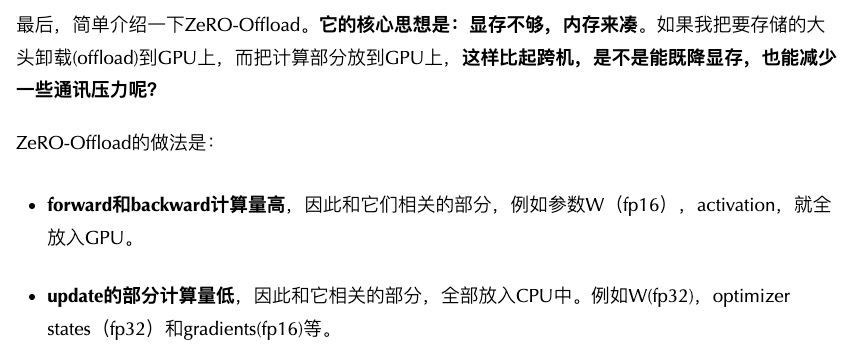 最后，简单介绍一下ZeRO-Offload。它的核心思想是：显存不够，内存来凑。如果我把要存储的大
头卸载(offload)到GPU上，而把计算部分放到GPU上，这样比起跨机，是不是能既降显存，也能减少
一些通讯压力呢？
ZeRO-Offload的做法是：
• forward和backward计算量高，因此和它们相关的部分，例如参数W（fp16），activation，就全
放入GPU。
• update的部分计算量低，因此和它相关的部分，全部放入CPU中。例如W(fp32)，optimizer
states（fp32）和gradients(fp16)等。